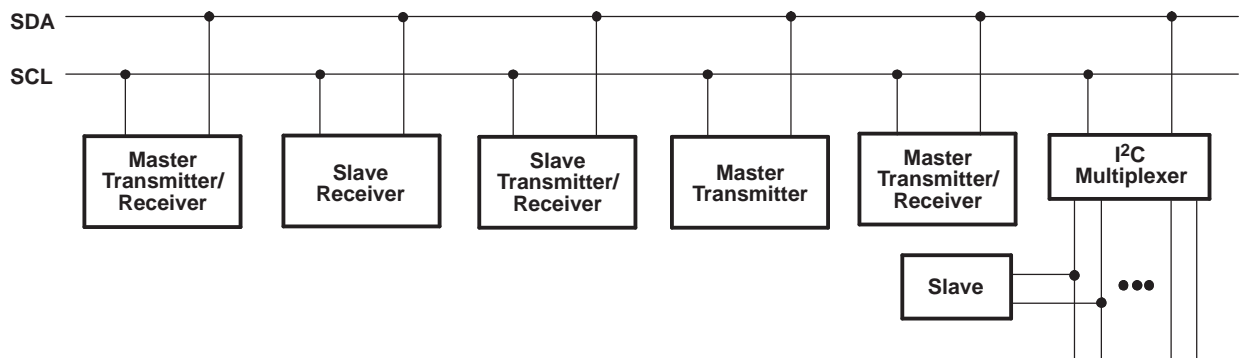 SDA
SCL
Master
Transmitter/
Receiver
Slave
Receiver
Slave
Transmitter/
Receiver
Master
Transmitter
Master
Transmitter/
Receiver
I²C
Multiplexer
Slave